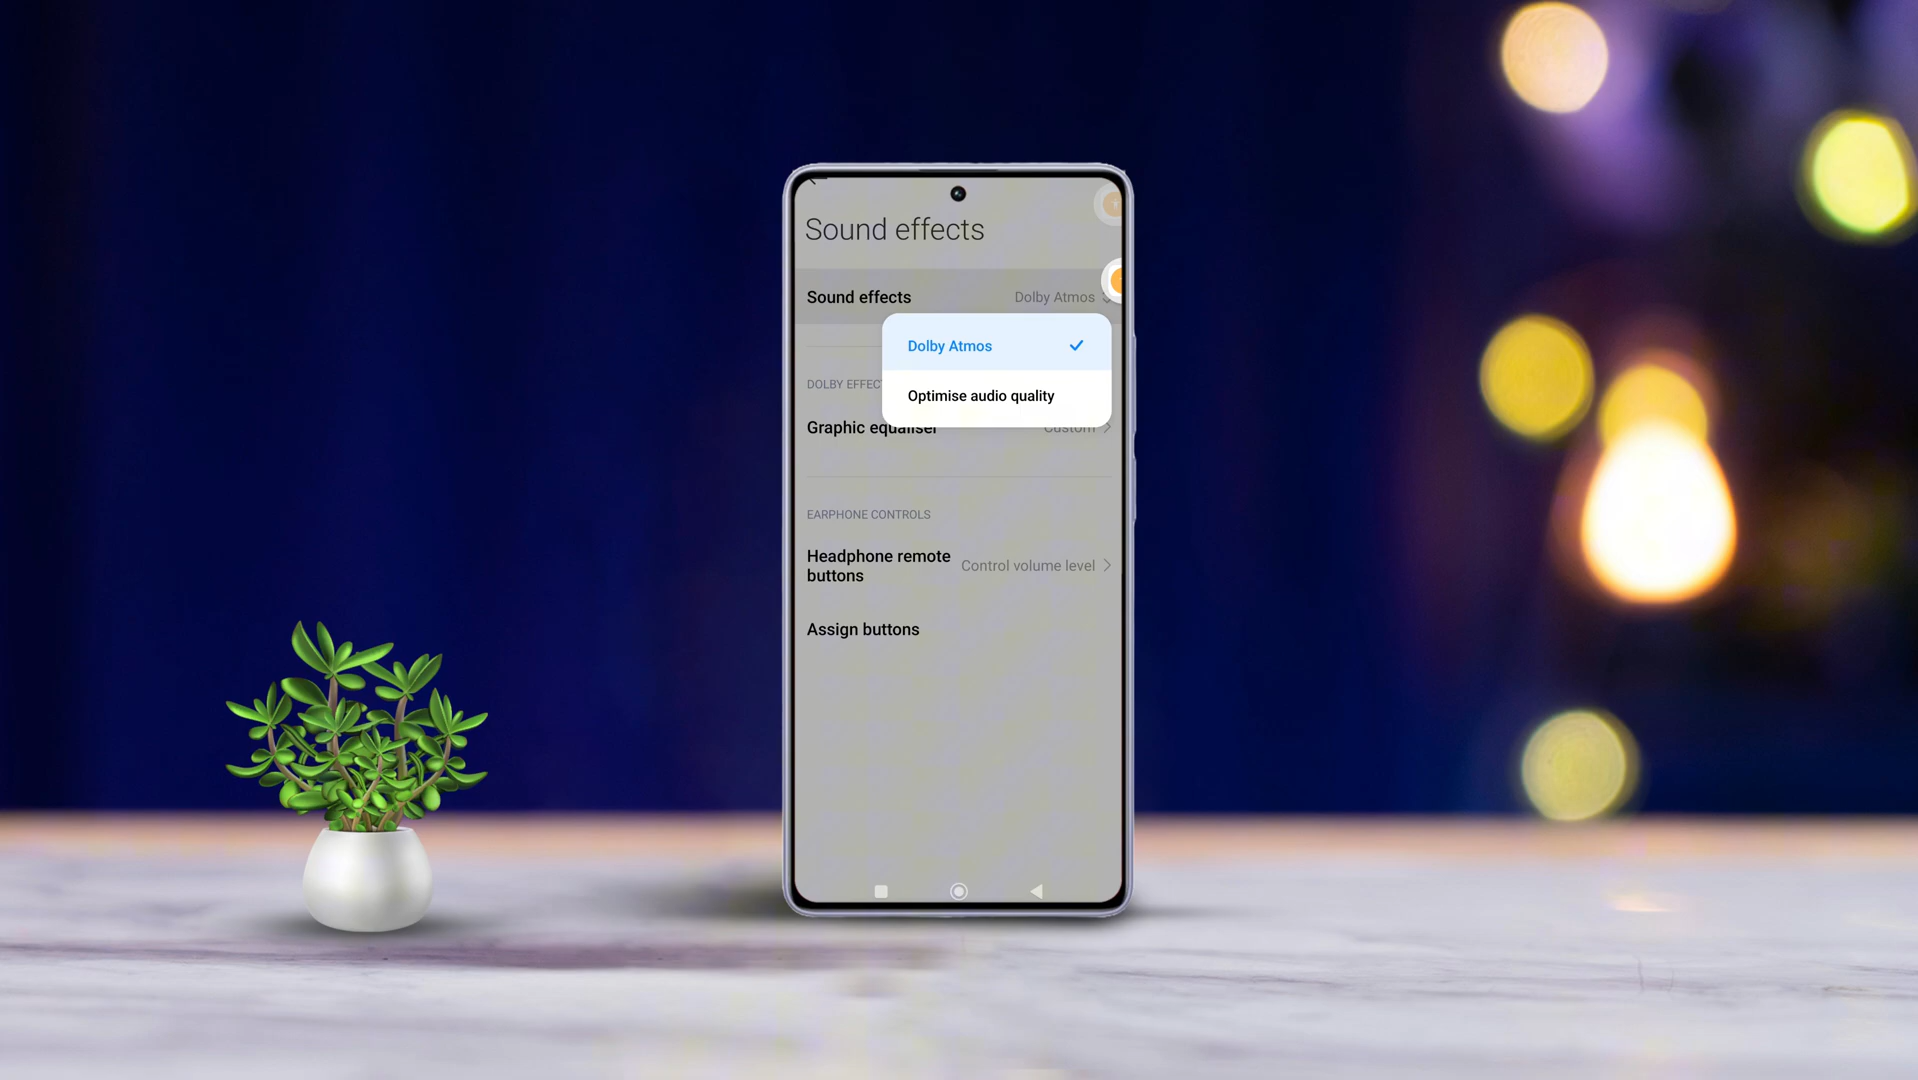 Sound effects
Sound effects
Dolby Atmos
Dolby Atmos
Optimise audio quality
DOLBY EFFEC
Graphic equaliser
Custom
EARPHONE CONTROLS
Headphone remote
buttons
Control volume level
Assign buttons